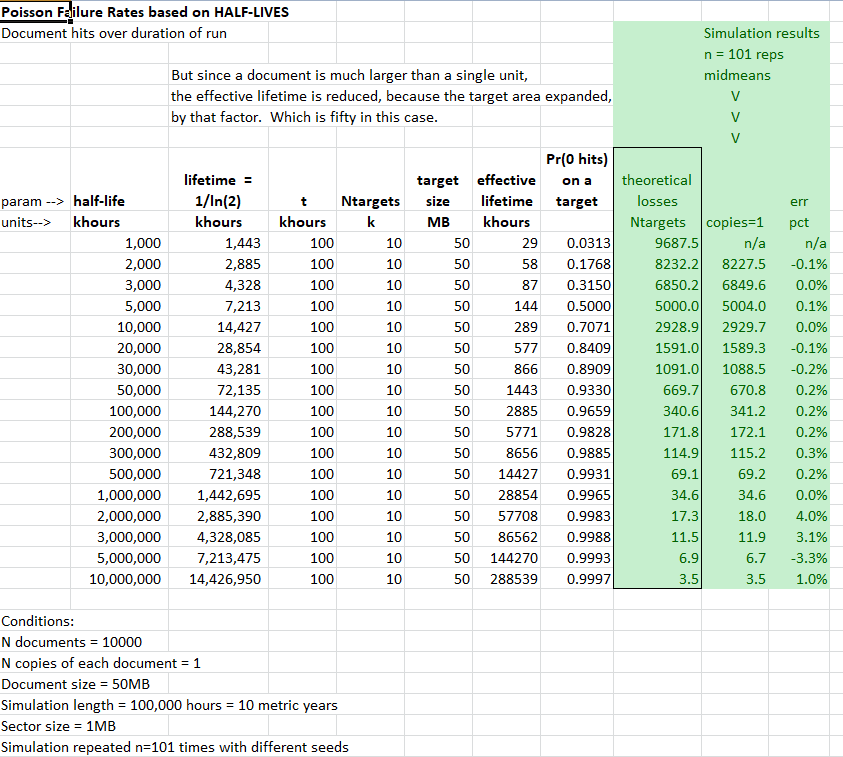 Poisson Failure Rates based on HALF-LIVES
Document hits over duration of run Simulation results
n = 101 reps
But since a document is much larger than a single unit, midmeans
the effective lifetime is reduced, because the target area expanded, V
by that factor. Which is fifty in this case. V
V
Pr(0 hits)
lifetime = target effective on a theoretical
param --> half-life 1/ln(2) t Ntargets size lifetime target losses err
units--> khours khours khours k MB khours Ntargets copies=1 pct
1,000 1,443 100 10 50 29 0.0313 9687.5 n/a n/a
2,000 2,885 100 10 50 58 0.1768 8232.2 8227.5 -0.1%
3,000 4,328 100 10 50 87 0.3150 6850.2 6849.6 0.0%
5,000 7,213 100 10 50 144 0.5000 5000.0 5004.0 0.1%
10,000 14,427 100 10 50 289 0.7071 2928.9 2929.7 0.0%
20,000 28,854 100 10 50 577 0.8409 1591.0 1589.3 -0.1%
30,000 43,281 100 10 50 866 0.8909 1091.0 1088.5 -0.2%
50,000 72,135 100 10 50 1443 0.9330 669.7 670.8 0.2%
100,000 144,270 100 10 50 2885 0.9659 340.6 341.2 0.2%
200,000 288,539 100 10 50 5771 0.9828 171.8 172.1 0.2%
300,000 432,809 100 10 50 8656 0.9885 114.9 115.2 0.3%
500,000 721,348 100 10 50 14427 0.9931 69.1 69.2 0.2%
1,000,000 1,442,695 100 10 50 28854 0.9965 34.6 34.6 0.0%
2,000,000 2,885,390 100 10 50 57708 0.9983 17.3 18.0 4.0%
3,000,000 4,328,085 100 10 50 86562 0.9988 11.5 11.9 3.1%
5,000,000 7,213,475 100 10 50 144270 0.9993 6.9 6.7 -3.3%
10,000,000 14,426,950 100 10 50 288539 0.9997 3.5 3.5 1.0%
Conditions:
N documents = 10000
N copies of each document = 1
Document size = 50MB
Simulation length = 100,000 hours = 10 metric years
Sector size = 1MB
Simulation repeated n=101 times with different seeds